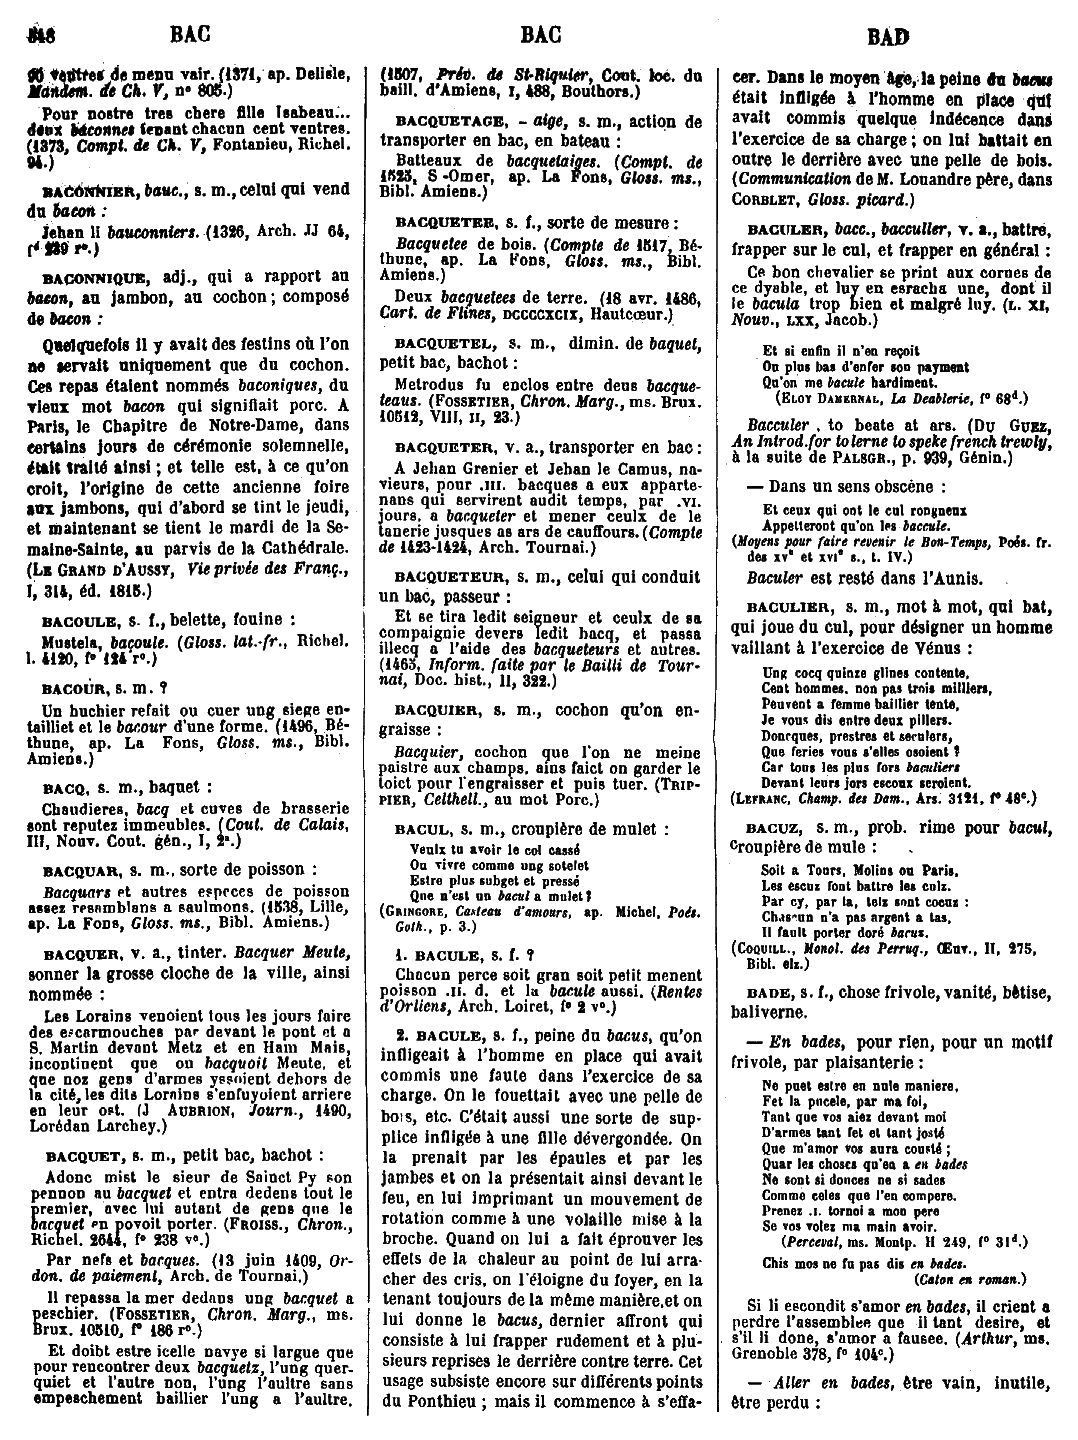 548 BAC BAC BAD
90 ventres de menu vair. (1371, ap. Delisle,
Mandem. de Ch. V, n° 805.)
Pour nostre tres chere fille Isabeau...
deux baconnes tenant chacun cent ventres.
(1373, Compt. de Ch. V, Fontanieu, Richel.
94.)
BACONNIER, bauc., s. m., celui qui vend
du bacon :
Jehan li bauconniers. (1326, Arch. JJ 64,
f° 239 r°.)
BACONNIQUE, adj., qui a rapport au
bacon, au jambon, au cochon ; composé
de bacon :
Quelquefois il y avait des festins où l'on
ne servait uniquement que du cochon.
Ces repas étaient nommés baconiques, du
vieux mot bacon qui signifiait porc. A
Paris, le Chapitre de Notre-Dame, dans
certains jours de cérémonie solemnelle,
était traité ainsi ; et telle est, à ce qu'on
croit, l'origine de cette ancienne foire
aux jambons, qui d'abord se tint le jeudi,
et maintenant se tient le mardi de la Se-
maine-Sainte, au parvis de la Cathédrale.
(LE GRAND D'AUSSY, Vie privée des Franç.,
I, 314, éd. 1815.)
BACOULE, s. f., belette, fouine :
Mustela, bacoule. (Gloss. lat.-fr., Richel.
l. 4120, f° 124 r°.)
BACOUR, s. m. ?
Un huchier refait ou cuer ung siege en-
tailliet et le bacour d'une forme. (1496, Bé-
thune, ap. La Fons, Gloss. ms., Bibl.
Amiens.)
BACQ, s. m., baquet :
Chaudieres, bacq et cuves de brasserie
sont reputez immeubles. (Cout. de Calais,
III, Nouv. Cout. gén., I, 2ª.)
BACQUAR, s. m., sorte de poisson :
Bacquars et autres especes de poisson
assez resemblans a saulmons. (1538, Lille,
ap. La Fons, Gloss. ms., Bibl. Amiens.)
BACQUER, v. a., tinter. Bacquer Meute,
sonner la grosse cloche de la ville, ainsi
nommée :
Les Lorains venoient tous les jours faire
des escarmouches par devant le pont et a
S. Martin devant Metz et en Ham Mais,
incontinent que on bacquoit Meute, et
que noz gens d'armes yssoient dehors de
la cité, les dits Lorains s'enfuyoient arriere
en leur ost. (J AUBRION, Journ., 1490,
Lorédan Larchey.)
BACQUET, s. m., petit bac, bachot :
Adonc mist le sieur de Sainct Py son
pennon au bacquet et entra dedens tout le
premier, avec lui autant de gens que le
bacquet en povoit porter. (FROISS., Chron.,
Richel. 2644, f° 238 v°.)
Par nefs et bacques. (13 juin 1409, Or-
don. de paiement, Arch. de Tournai.)
Il repassa la mer dedans ung bacquet a
peschier. (FOSSETIER, Chron. Marg., ms.
Brux. 10510, f° 186 r°.)
Et doibt estre icelle navye si largue que
pour rencontrer deux bacquetz, l'ung quer-
quiet et l'autre non, l'ung l'aultre sans
empeschement baillier l'ung a l'aultre.
(1507, Prév. de St-Riquier, Cout. loc. du
baill. d'Amiens, I, 488, Bouthors.)
BACQUETAGE, - aige, s. m., action de
transporter en bac, en bateau :
Batteaux de bacquetaiges. (Compt. de
1523, S -Omer, ap. La Fons, Gloss. ms.,
Bibl. Amiens.)
BACQUETEE, s. f., sorte de mesure :
Bacquetee de bois. (Compte de 1517, Bé-
thune, ap. La Fons, Gloss. ms., Bibl.
Amiens.)
Deux bacquetees de terre. (18 avr. 1486,
Cart. de Flines, DCCCCXCIX, Hautcœur.)
BACQUETEL, s. m., dimin. de baquet,
petit bac, bachot :
Metrodus fu enclos entre deus bacque-
teaus. (FOSSETIER, Chron. Marg., ms. Brux.
10512, VIII, II, 23.)
BACQUETER, v. a., transporter en bac :
A Jehan Grenier et Jehan le Camus, na-
vieurs, pour .III. bacques a eux apparte-
nans qui servirent audit temps, par .VI.
jours, a bacqueter et mener ceulx de le
tanerie jusques as ars de cauffours. (Compte
de 1423-1424, Arch. Tournai.)
BACQUETEUR, s. m., celui qui conduit
un bac, passeur :
Et se tira ledit seigneur et ceulx de sa
compaignie devers ledit bacq, et passa
illecq a l'aide des bacqueteurs et autres.
(1463, Inform. faite par le Bailli de Tour-
nai, Doc. hist., II, 322.)
BACQUIER, s. m., cochon qu'on en-
graisse :
Bacquier, cochon que l'on ne meine
paistre aux champs, ains faict on garder le
toict pour l'engraisser et puis tuer. (TRIP-
PIER, Celthell., au mot Porc.)
BACUL, s. m., croupière de mulet :
Veulx tu avoir le col cassé
Ou vivre comme ung sotelet
Estre plus subget et pressé
Que n'est un bacul a mulet ?
(GRINGORE, Casteau d'amours, ap. Michel, Poés.
Goth., p. 3.)
1. BACULE, s. f. ?
Chacun perce soit gran soit petit menent
poisson .II. d. et la bacule aussi. (Rentes
d'Orliens, Arch. Loiret, f° 2 v°.)
2. BACULE, s. f., peine du bacus, qu'on
infligeait à l'homme en place qui avait
commis une faute dans l'exercice de sa
charge. On le fouettait avec une pelle de
bois, etc. C'était aussi une sorte de sup-
plice infligée à une fille dévergondée. On
la prenait par les épaules et par les
jambes et on la présentait ainsi devant le
feu, en lui imprimant un mouvement de
rotation comme à une volaille mise à la
broche. Quand on lui a fait éprouver les
effets de la chaleur au point de lui arra-
cher des cris, on l'éloigne du foyer, en la
tenant toujours de la même manière, et on
lui donne le bacus, dernier affront qui
consiste à lui frapper rudement et à plu-
sieurs reprises le derrière contre terre. Cet
usage subsiste encore sur différents points
du Ponthieu ; mais il commence à s'effa-
cer. Dans le moyen âge, la peine du bacus
était infligée à l'homme en place qui
avait commis quelque indécence dans
l'exercice de sa charge ; on lui battait en
outre le derrière avec une pelle de bois.
(Communication de M. Louandre père, dans
CORBLET, Gloss. picard.)
BACULER, bacc., bacculler, v. a., battre,
frapper sur le cul, et frapper en général :
Ce bon chevalier se print aux cornes de
ce dyable, et luy en esracha une, dont il
le bacula trop bien et malgré luy. (L. XI,
Nouv., LXX, Jacob.)
Et si enfin il n'en reçoit
Ou plus bas d'enfer son payment
Qu'on me bacule hardiment.
(ELOY DAMERNAL, La Deablerie, f° 68d.)
Bacculer , to beate at ars. (DU GUEZ,
An Introd. for to lerne to speke french trewly,
à la suite de PALSGR., p. 939, Génin.)
— Dans un sens obscène :
Et ceux qui ont le cul rongneux
Appelleront qu'on les baccule.
(Moyens pour faire revenir le Bon-Temps, Poés. fr.
des XVe et XVIe s., t. IV.)
Baculer est resté dans l'Aunis.
BACULIER, s. m., mot à mot, qui bat,
qui joue du cul, pour désigner un homme
vaillant à l'exercice de Vénus :
Ung cocq quinze glines contente,
Cent hommes, non pas trois milliers,
Peuvent a femme baillier tente,
Je vous dis entre deux pillers.
Doncques, prestres et seculers,
Que feries vous s'elles osoient ?
Car tous les plus fors baculiers
Devant leurs jors escoux seroient.
(LEFRANC, Champ. des Dam., Ars. 3121, f° 48c.)
BACUZ, s. m., prob. rime pour bacul,
croupière de mule :
Soit a Tours, Molins ou Paris,
Les escuz font battre les culz.
Par cy, par la, telz sont coeuz :
Chascun n'a pas argent a tas,
Il fault porter doré bacuz.
(COQUILL., Monol. des Perruq., Œuv., II, 275,
Bibl. elz.)
BADE, s. f., chose frivole, vanité, bêtise,
baliverne.
— En bades, pour rien, pour un motif
frivole, par plaisanterie :
Ne puet estre en nule maniere,
Fet la pucele, par ma foi,
Tant que vos aiez devant moi
D'armes tant fet et tant josté
Que m'amor vos aura cousté ;
Quar les choses qu'en a en bades
Ne sont si douces ne si sades
Comme celes que l'en compere.
Prenez .I. tornoi a mon pere
Se vos volez ma main avoir.
(Perceval, ms. Montp. H 249, f° 31d.)
Chis mos ne fu pas dis en bades.
(Caton en roman.)
Si li escondit s'amor en bades, il crient a
perdre l'assemblee que il tant desire, et
s'il li done, s'amor a fausee. (Arthur, ms.
Grenoble 378, f° 104c.)
— Aller en bades, être vain, inutile,
être perdu :